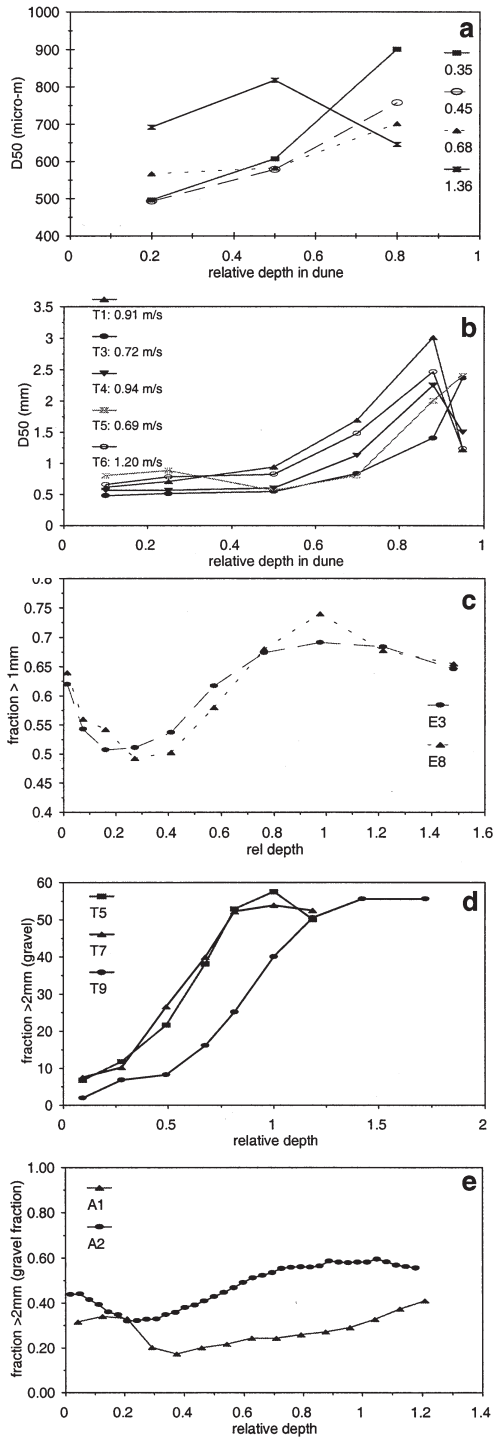 1000
a
900
0.35
800
0.45
700
0.68
600
1.36
500
400
D50 (micro-m)
0 0.2 0.4 0.6 0.8 1
relative depth in dune
3.5
b
T1: 0.91 m/s
3
T3: 0.72 m/s
2.5
T4: 0.94 m/s
2
T5: 0.69 m/s
1.5
T6: 1.20 m/s
1
0.5
0
D50 (mm)
0 0.2 0.4 0.6 0.8 1
relative depth in dune
0.8
c
0.75
0.7
0.65
0.6
E3
0.55
E8
0.5
0.45
0.4
fraction > 1mm
0 0.2 0.4 0.6 0.8 1 1.2 1.4 1.6
rel depth
60
d
T5
50
T7
40
T9
30
20
10
0
fraction >2mm (gravel)
0 0.5 1 1.5 2
relative depth
1.00
e
A1
0.80
A2
0.60
0.40
0.20
0.00
fraction >2mm (gravel fraction)
0 0.2 0.4 0.6 0.8 1 1.2 1.4
relative depth